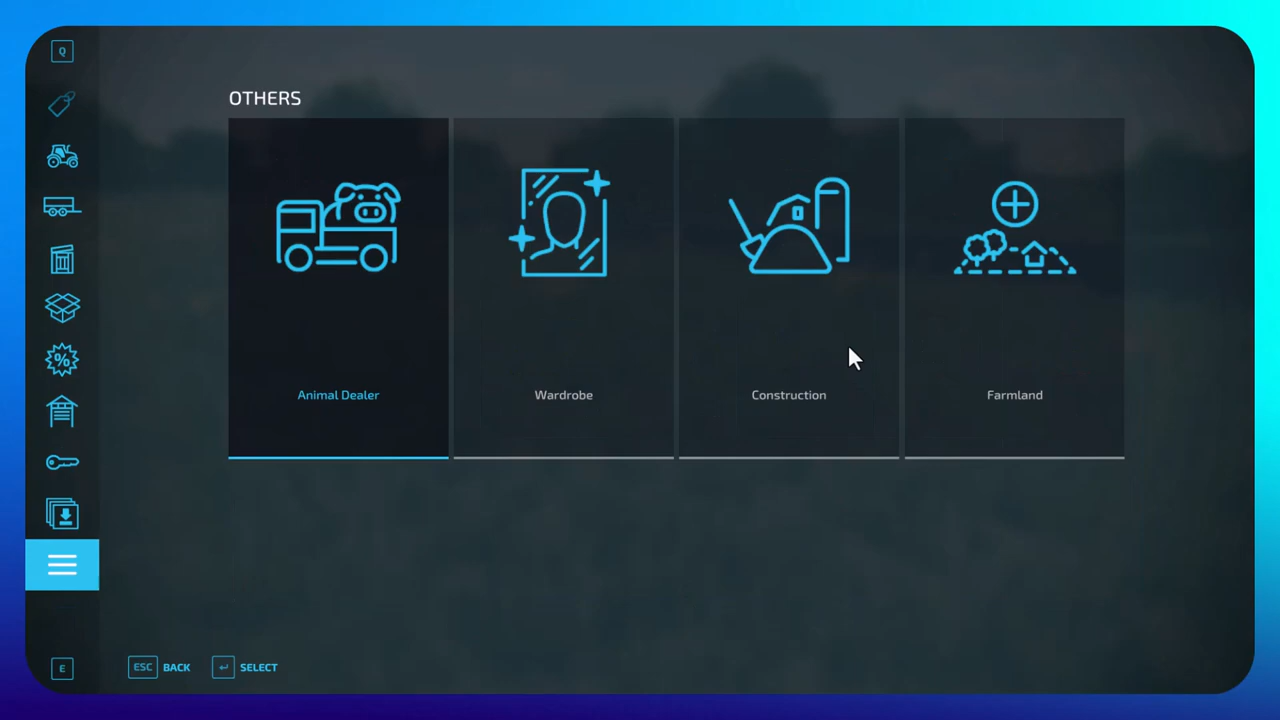 Q
OTHERS
%
Animal Dealer
Wardrobe
Construction
Farmland
E
ESC BACK
SELECT